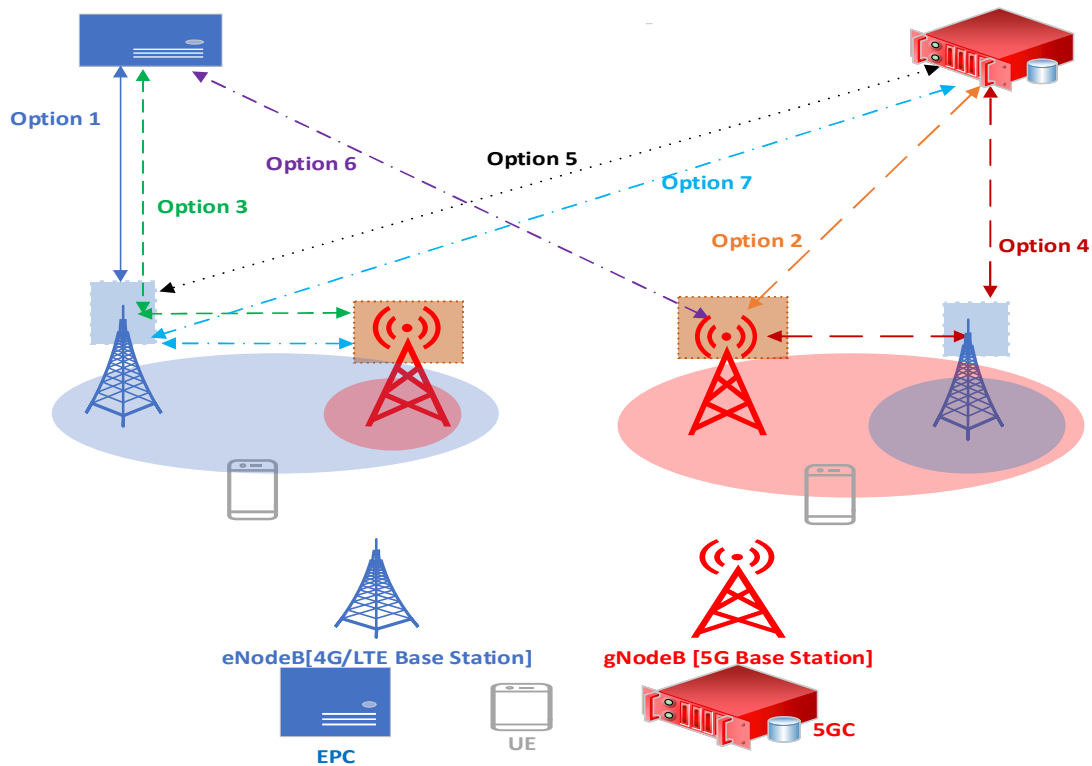 Option 1
Option 5
Option 6
Option 7
Option 3
Option 2
Option 4
eNodeB[4G/LTE Base Station]
gNodeB [5G Base Station]
5GC
UE
EPC